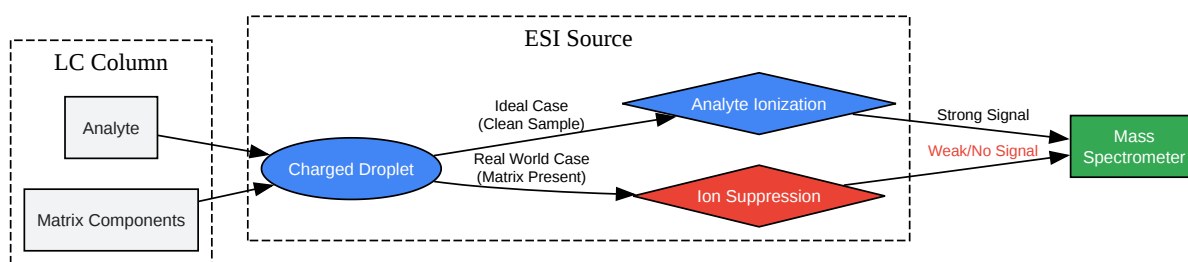 ESI Source
LC Column
Analyte
Matrix Components
Charged Droplet
Ideal Case
(Clean Sample)
Real World Case
(Matrix Present)
Analyte Ionization
Ion Suppression
Strong Signal
Weak/No Signal
Mass
Spectrometer